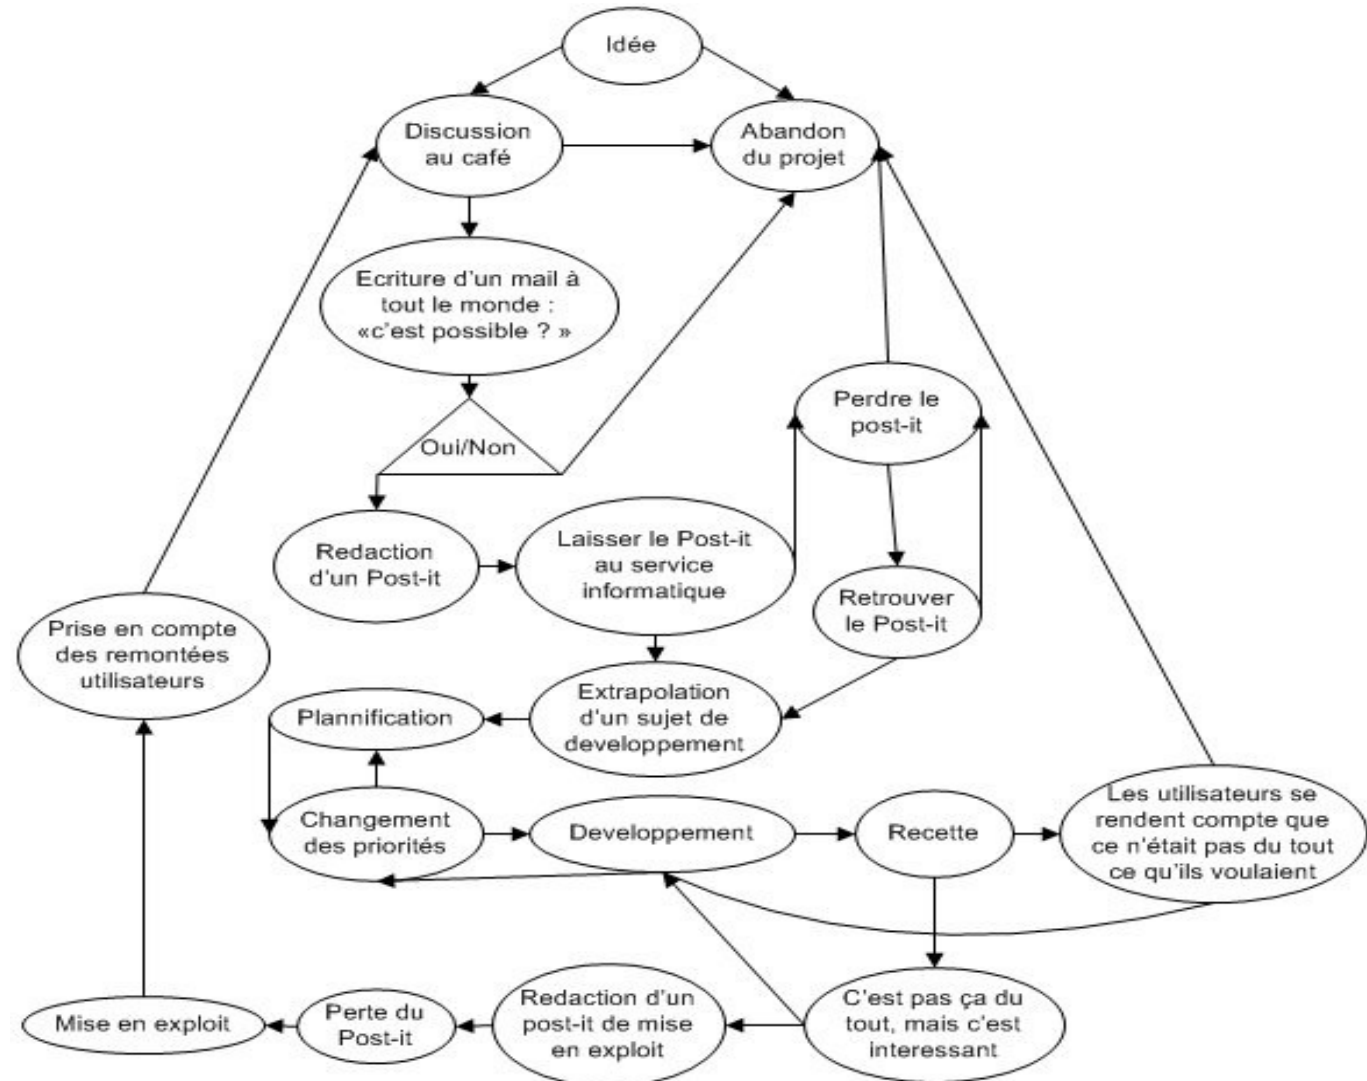 Idée
Discussion
au café
Abandon
du projet
Ecriture d'un mail à
tout le monde :
«c'est possible ? »
Perdre le
post-it
Oui/Non
Redaction
d'un Post-it
Laisser le Post-it
au service
informatique
Retrouver
le Post-it
Prise en compte
des remontées
utilisateurs
Plannification
Extrapolation
d'un sujet de
developpement
Changement
des priorités
Developpement
Recette
Les utilisateurs se
rendent compte que
ce n'était pas du tout
ce qu'ils voulaient
Mise en exploit
Perte du
Post-it
Redaction d'un
post-it de mise
en exploit
C'est pas ça du
tout, mais c'est
interessant